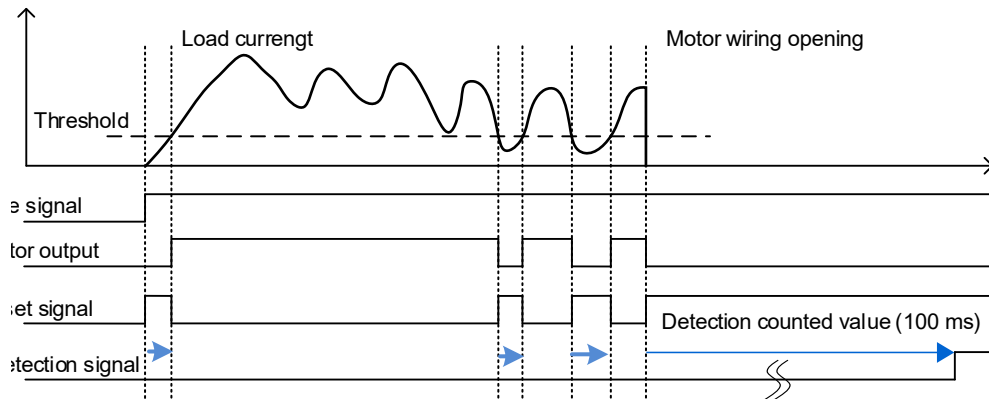 Load currengt
Motor wiring opening
Threshold
e signal
tor output
set signal
Detection counted value (100 ms)
etection signal